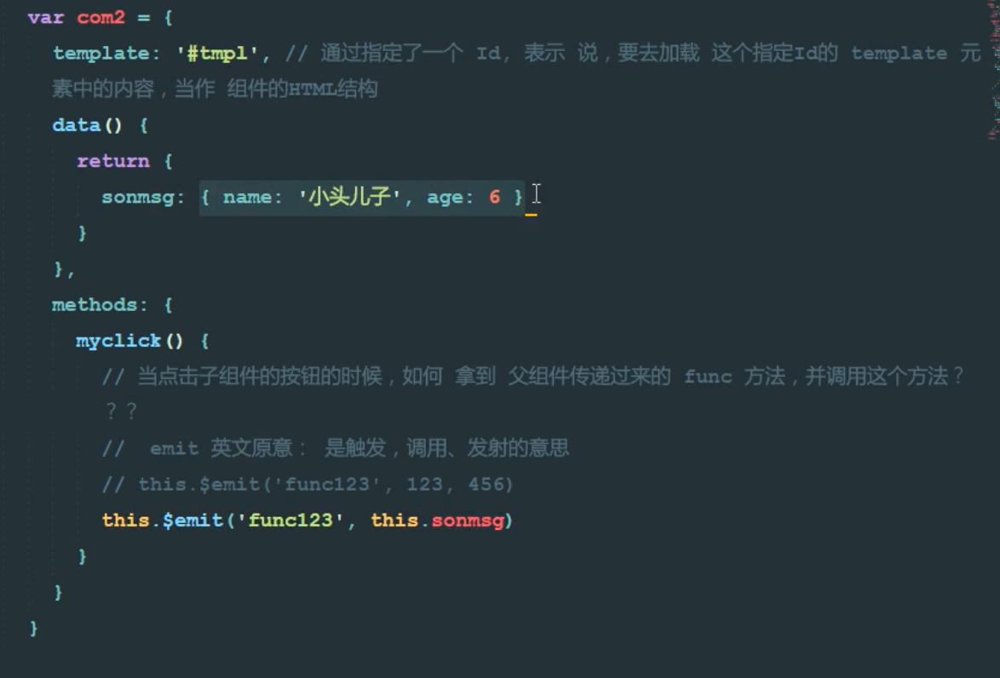 var com2 = {
template: '#tmpl', // 通过指定了一个 Id, 表示 说，要去加载 这个指定Id的 template 元
素中的内容，当作 组件的HTML结构
data() {
return {
sonmsg: { name: '小头儿子', age: 6 }
}
},
methods: {
myclick() {
// 当点击子组件的按钮的时候，如何 拿到 父组件传递过来的 func 方法，并调用这个方法？
？？
//  emit 英文原意： 是触发，调用、发射的意思
// this.$emit('func123', 123, 456)
this.$emit('func123', this.sonmsg)
}
}
}